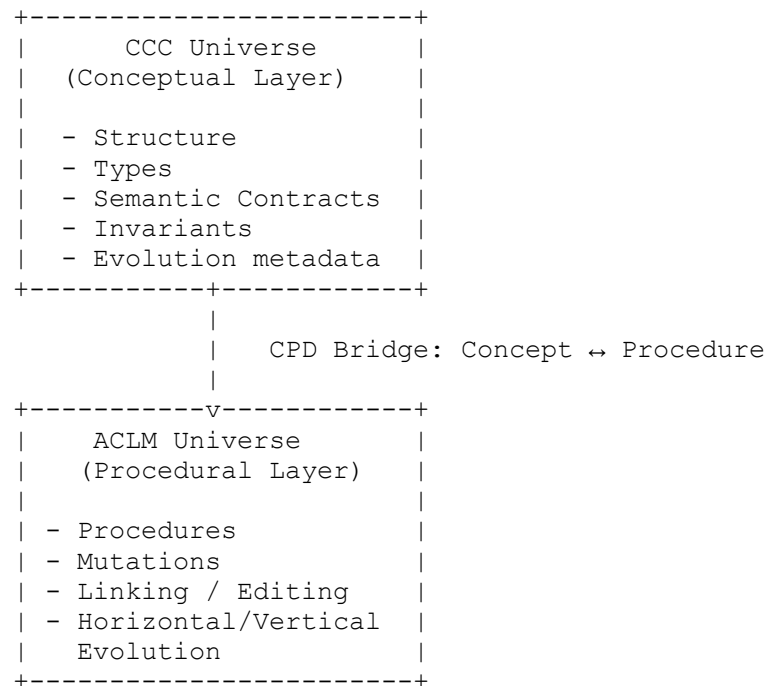 CCC Universe
(Conceptual Layer)
- Structure
- Types
- Semantic Contracts
- Invariants
- Evolution metadata
CPD Bridge: Concept ↔ Procedure
v
ACLM Universe
(Procedural Layer)
- Procedures
- Mutations
- Linking / Editing
- Horizontal/Vertical
Evolution